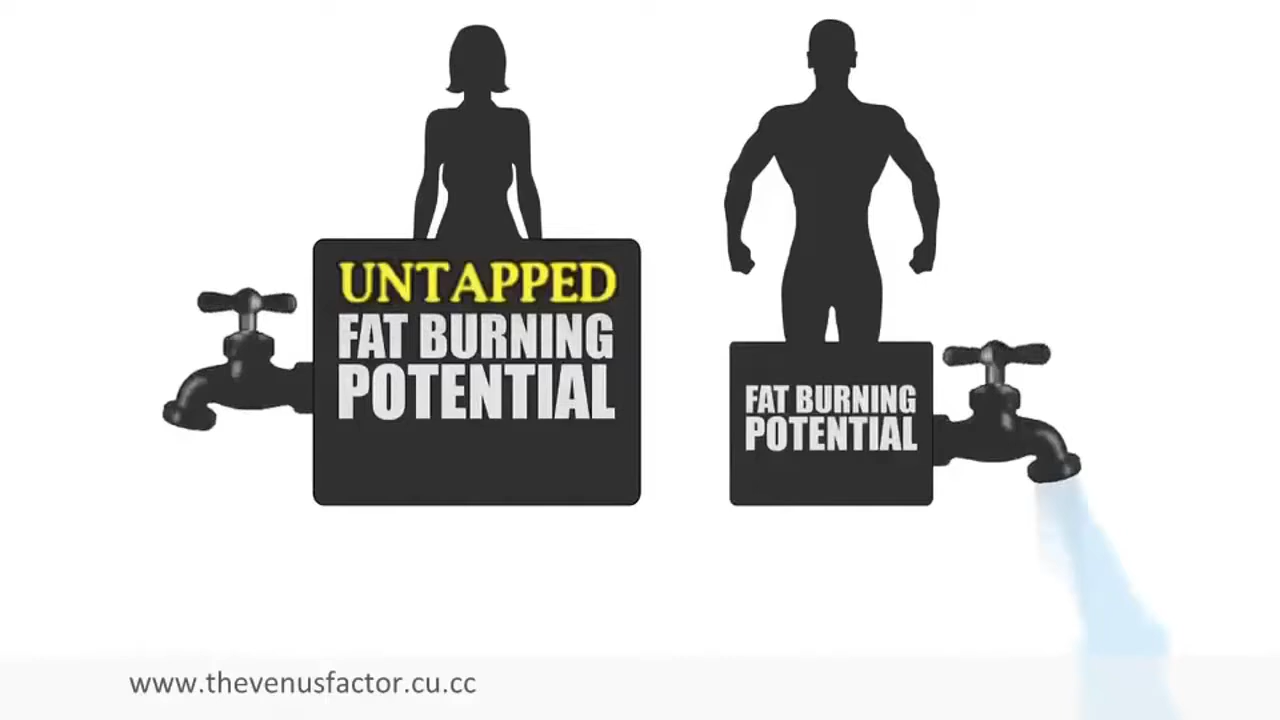 UNTAPPED
FAT BURNING
POTENTIAL
FAT BURNING
POTENTIAL
www.thevenusfactor.cu.cc